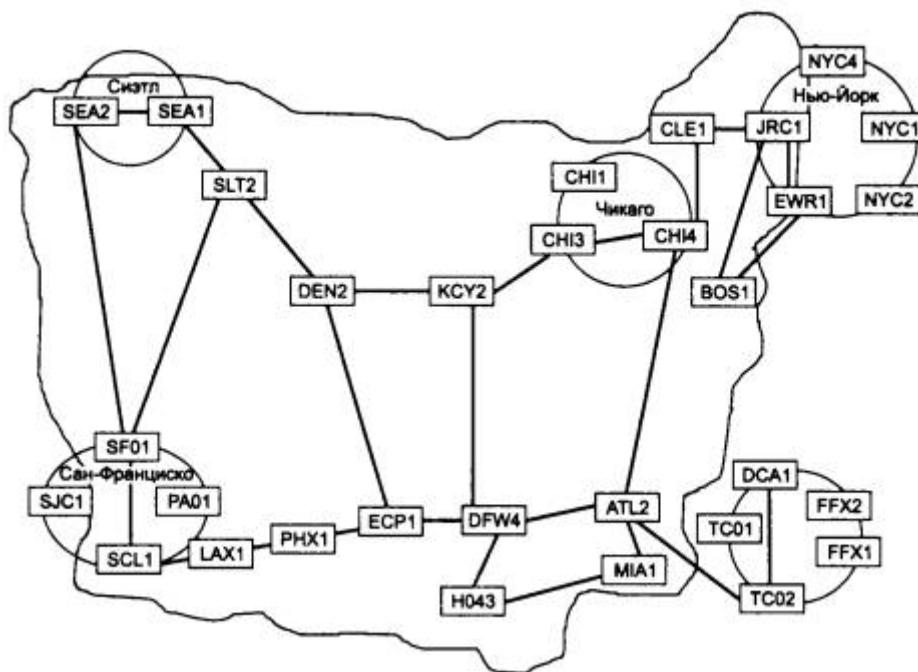 NYC4
Сиэтл
Нью-Йорк
SEA2
SEA1
CLE1
JRC1
NYC1
CHI1
SLT2
EWR1
NYC2
Чикаго
CHI3
CHI4
DEN2
KCY2
BOS1
SF01
Сан-Франциско
DCA1
SJC1
PA01
FFX2
ECP1
DFW4
ATL2
TC01
PHX1
LAX1
SCL1
FFX1
MIA1
H043
TC02